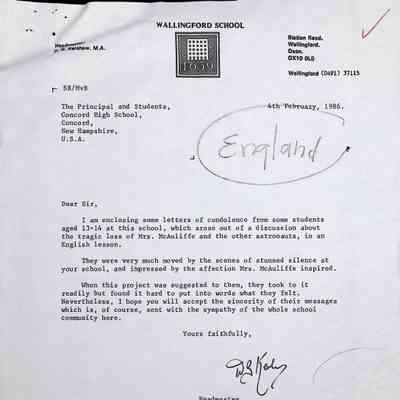 WALLINGFORD SCHOOL
Headmaster:
Kershaw, M.A.
1659
Station Road,
Wallingford,
Oxon.
OX10 0LG
Wallingford (0491) 37115
SH/MvB
The Principal and Students,
Concord High School,
Concord,
New Hampshire,
U.S.A.
4th February, 1986.
England
Dear Sir,
I am enclosing some letters of condolence from some students
aged 13-14 at this school, which arose out of a discussion about
the tragic loss of Mrs. McAuliffe and the other astronauts, in an
English lesson.
They were very much moved by the scenes of stunned silence at
your school, and impressed by the affection Mrs. McAuliffe inspired.
When this project was suggested to them, they took to it
readily but found it hard to put into words what they felt.
Nevertheless, I hope you will accept the sincerity of their messages
which is, of course, sent with the sympathy of the whole school
community here.
Yours faithfully,
Headmaster